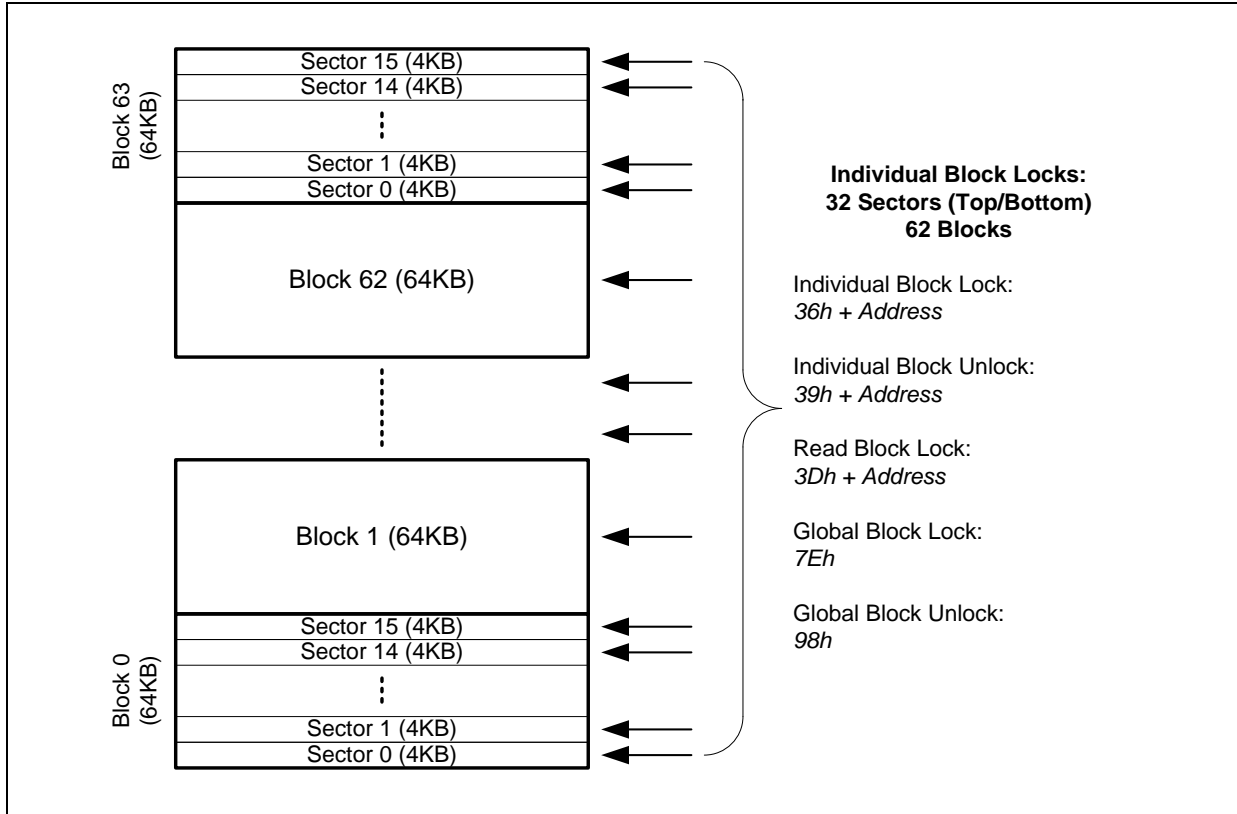 Block 63
(64KB)
Sector 15 (4KB)
Sector 14 (4KB)
Sector 1 (4KB)
Sector 0 (4KB)
Block 62 (64KB)
Block 1 (64KB)
Block 0
(64KB)
Sector 15 (4KB)
Sector 14 (4KB)
Sector 1 (4KB)
Sector 0 (4KB)
Individual Block Locks:
32 Sectors (Top/Bottom)
62 Blocks
Individual Block Lock:
36h + Address
Individual Block Unlock:
39h + Address
Read Block Lock:
3Dh + Address
Global Block Lock:
7Eh
Global Block Unlock:
98h